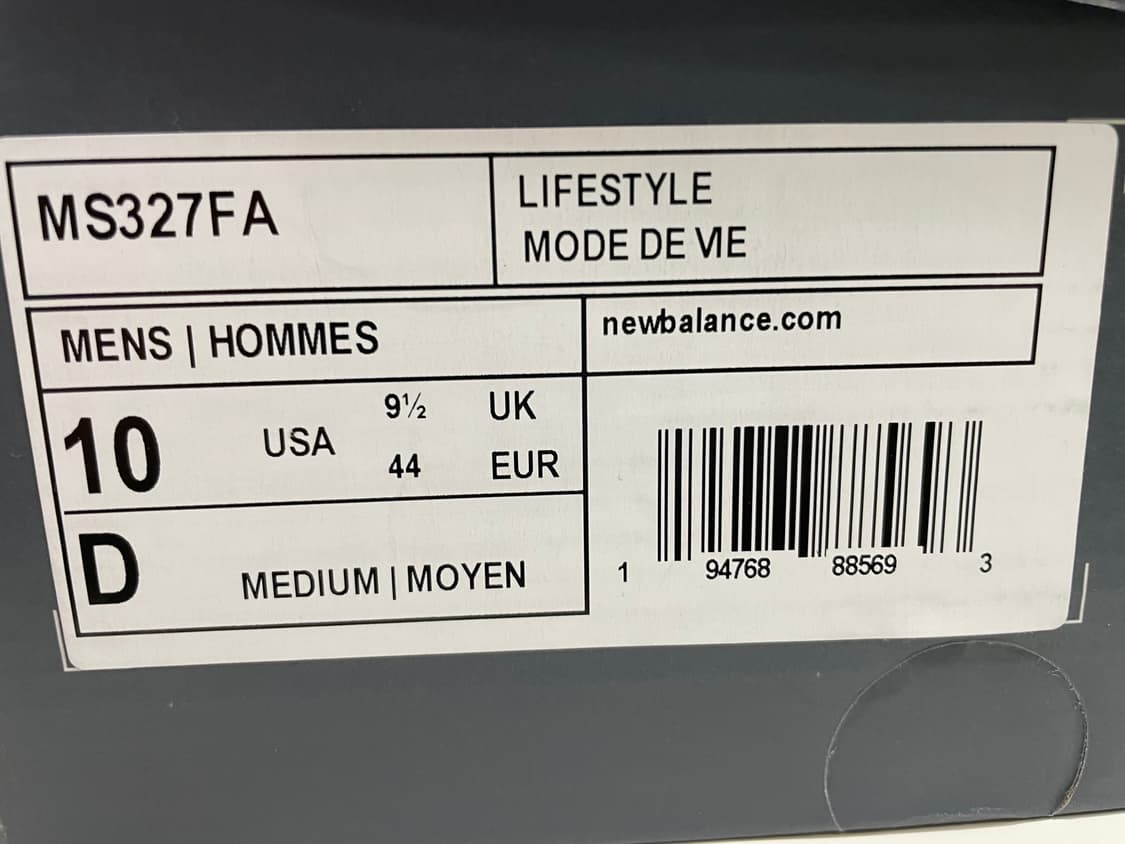 MS327FA
LIFESTYLE
MODE DE VIE
MENS | HOMMES
newbalance.com
10 USA
9½ UK
44 EUR
D MEDIUM | MOYEN
1 94768 88569 3